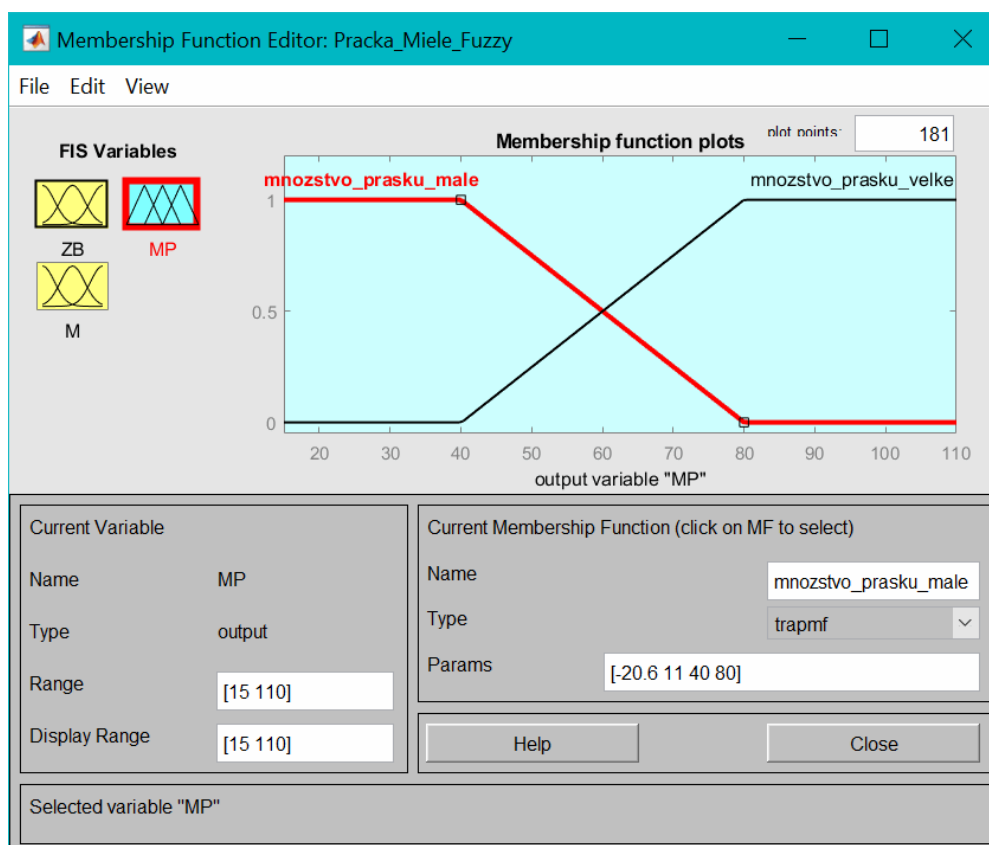 Membership Function Editor: Pracka_Miele_Fuzzy
File Edit View
FIS Variables
ZB
MP
M
Membership function plots
plot points:
181
mnozstvo_prasku_male
mnozstvo_prasku_velke
1
0.5
0
20 30 40 50 60 70 80 90 100 110
output variable "MP"
Current Variable
Name MP
Type output
Range [15 110]
Display Range [15 110]
Current Membership Function (click on MF to select)
Name mnozstvo_prasku_male
Type trapmf
Params [-20.6 11 40 80]
Help Close
Selected variable "MP"